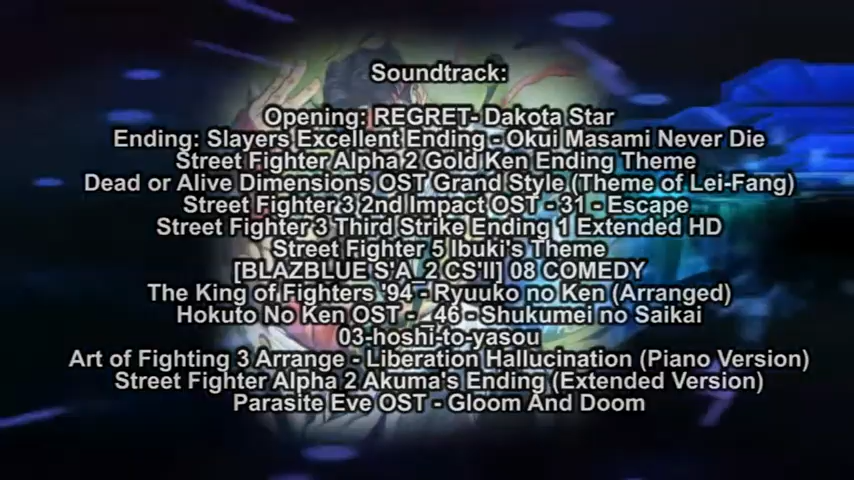 Soundtrack:
Opening: REGRET- Dakota Star
Ending: Slayers Excellent Ending - Okui Masami Never Die
Street Fighter Alpha 2 Gold Ken Ending Theme
Dead or Alive Dimensions OST Grand Style (Theme of Lei-Fang)
Street Fighter 3 2nd Impact OST - 31 - Escape
Street Fighter 3 Third Strike Ending 1 Extended HD
Street Fighter 5 Ibuki's Theme
[BLAZBLUE S'A_2 CS'II] 08 COMEDY
The King of Fighters '94 - Ryuuko no Ken (Arranged)
Hokuto No Ken OST - _46 - Shukumei no Saikai
03-hoshi-to-yasou
Art of Fighting 3 Arrange - Liberation Hallucination (Piano Version)
Street Fighter Alpha 2 Akuma's Ending (Extended Version)
Parasite Eve OST - Gloom And Doom